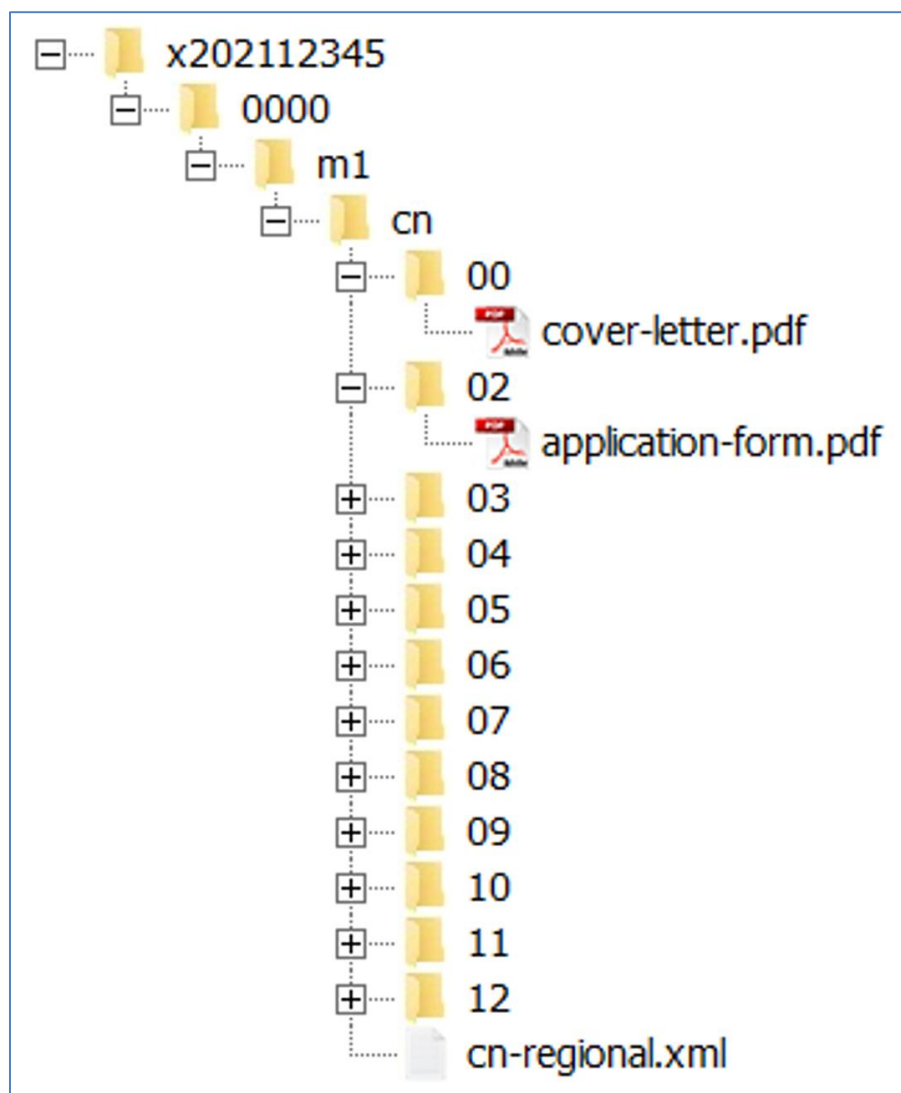 x202112345
0000
m1
cn
00
cover-letter.pdf
02
application-form.pdf
03
04
05
06
07
08
09
10
11
12
cn-regional.xml